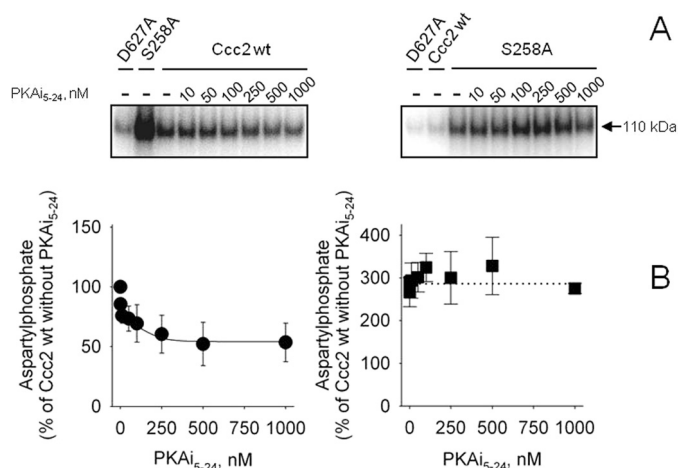 D627A S258A Ccc2 wt D627A Ccc2 wt S258A A
PKAi5-24, nM - - - 10 50 100 250 500 1000 - - - 10 50 100 250 500 1000
110 kDa
Aspartylphosphate
(% of Ccc2 wt without PKAi5-24)
150
100
50
0
0 250 500 750 1000
PKAi5-24, nM
Aspartylphosphate
(% of Ccc2 wt without PKAi5-24)
400
300
200
100
0
0 250 500 750 1000
PKAi5-24, nM
B